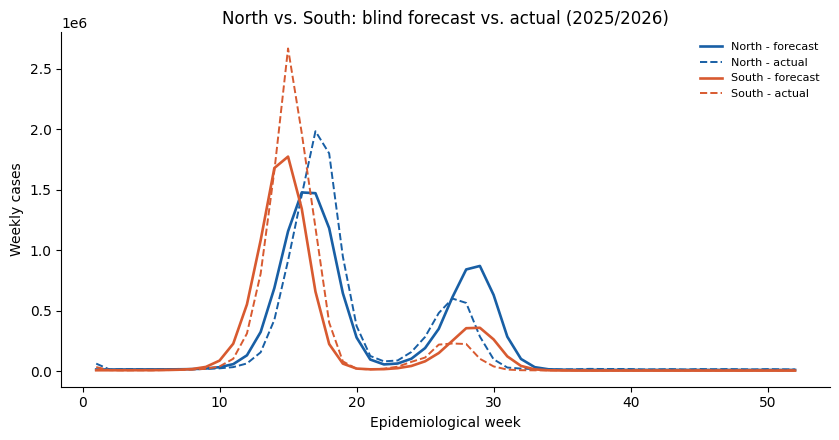 North vs. South: blind forecast vs. actual (2025/2026)
1e6
North - forecast
North - actual
South - forecast
South - actual
2.5
2.0
1.5
1.0
0.5
0.0
Weekly cases
0 10 20 30 40 50
Epidemiological week